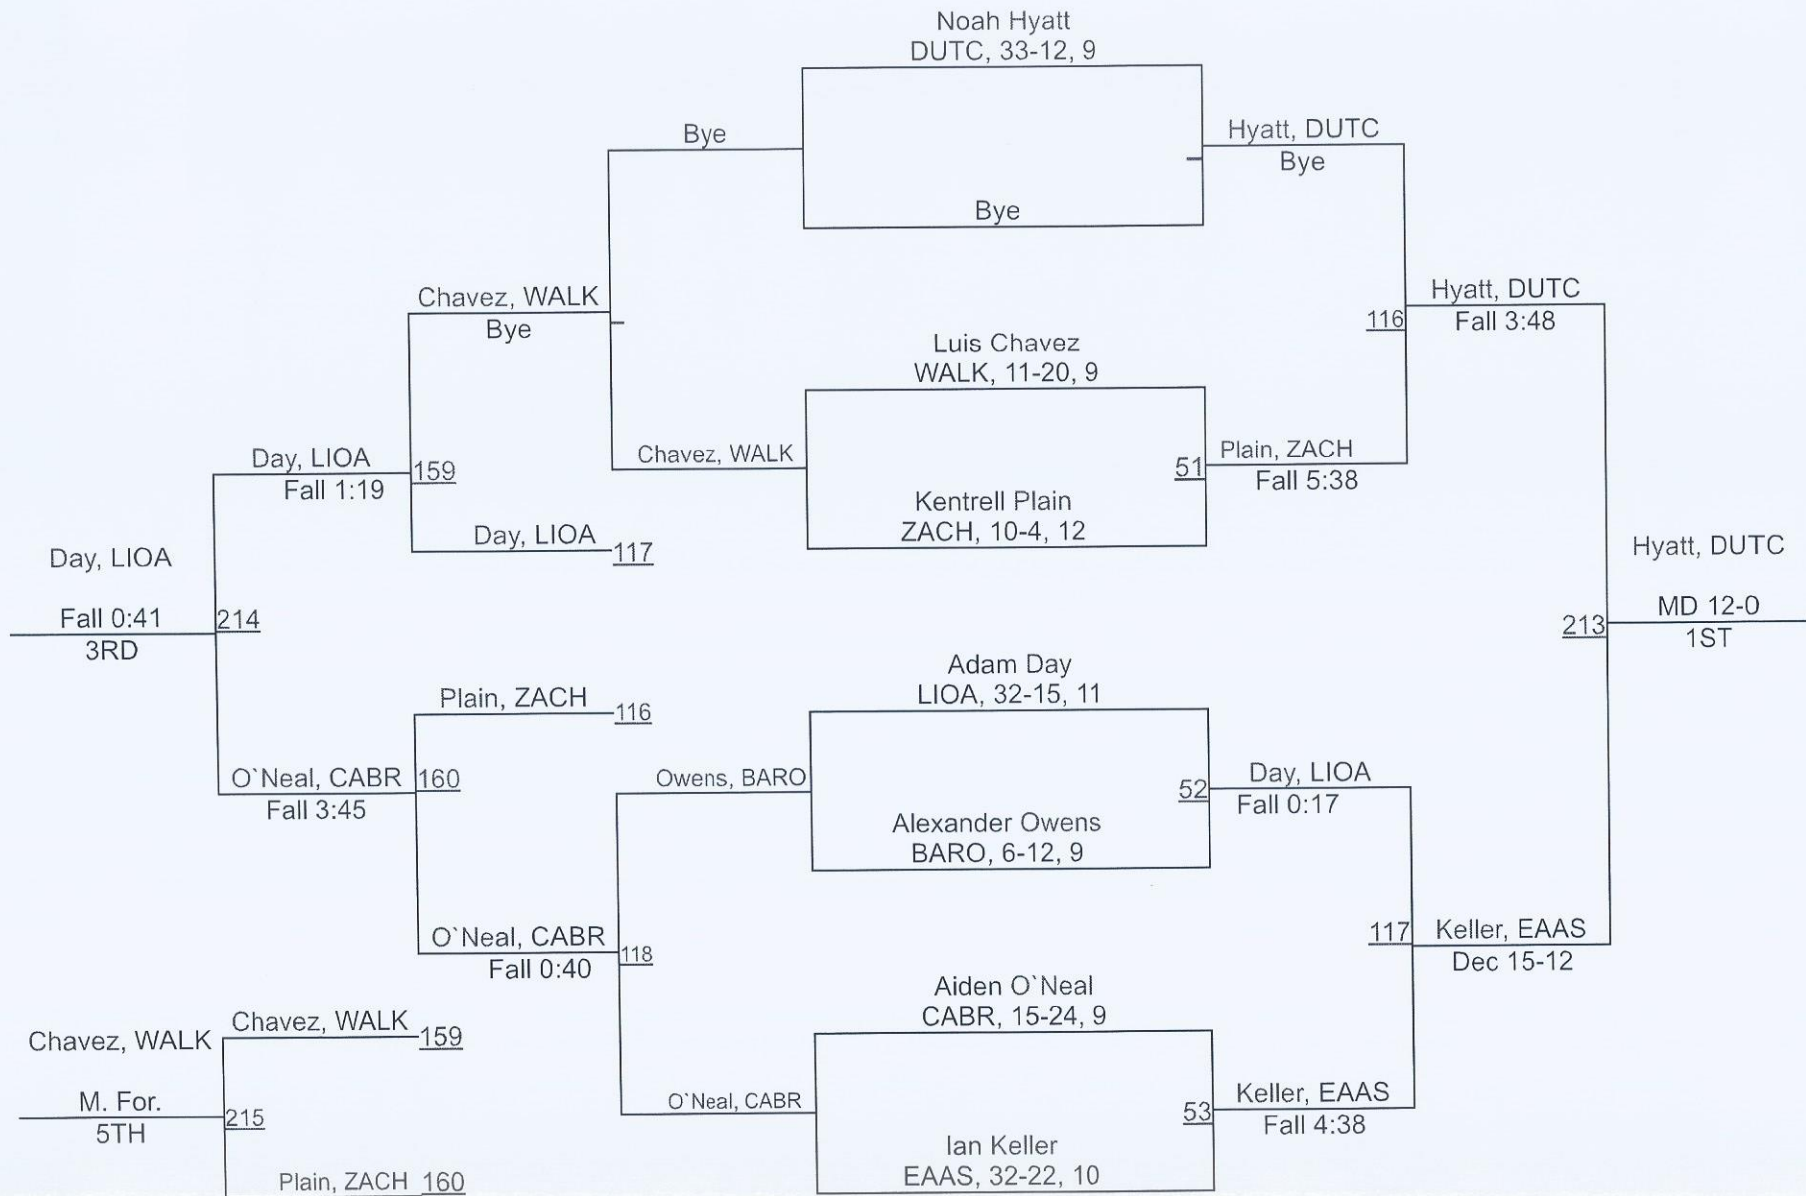 Noah Hyatt
DUTC, 33-12, 9
Bye
Hyatt, DUTC
Bye
Bye
Chavez, WALK
Bye
Hyatt, DUTC
116
Fall 3:48
Luis Chavez
WALK, 11-20, 9
Day, LIOA
159
Fall 1:19
Chavez, WALK
51
Plain, ZACH
Fall 5:38
Kentrell Plain
ZACH, 10-4, 12
Day, LIOA
117
Day, LIOA
Hyatt, DUTC
Fall 0:41
214
3RD
213
MD 12-0
1ST
Adam Day
LIOA, 32-15, 11
Plain, ZACH
116
O`Neal, CABR
160
Fall 3:45
Owens, BARO
52
Day, LIOA
Fall 0:17
Alexander Owens
BARO, 6-12, 9
O`Neal, CABR
118
Fall 0:40
117
Keller, EAAS
Dec 15-12
Aiden O`Neal
CABR, 15-24, 9
Chavez, WALK
Chavez, WALK
159
M. For.
215
5TH
O`Neal, CABR
53
Keller, EAAS
Fall 4:38
Ian Keller
EAAS, 32-22, 10
Plain, ZACH
160